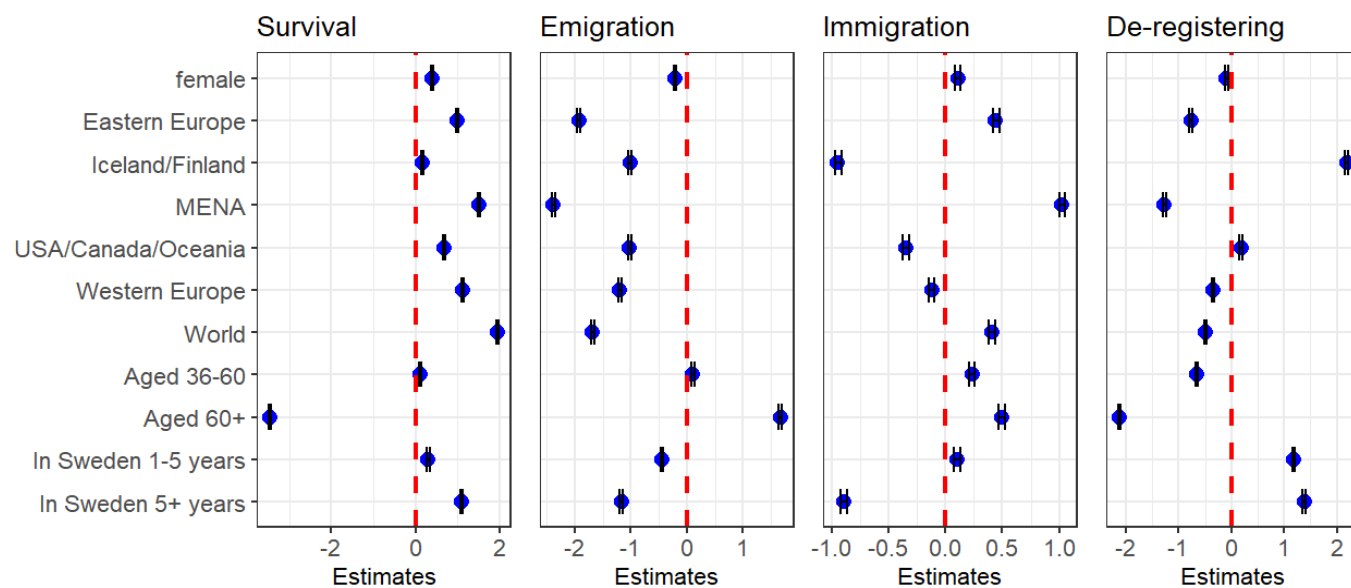 Survival Emigration Immigration De-registering
female
Eastern Europe
Iceland/Finland
MENA
USA/Canada/Oceania
Western Europe
World
Aged 36-60
Aged 60+
In Sweden 1-5 years
In Sweden 5+ years
-2 0 2 -2 -1 0 1 -1.0 -0.5 0.0 0.5 1.0 -2 -1 0 1 2
Estimates Estimates Estimates Estimates